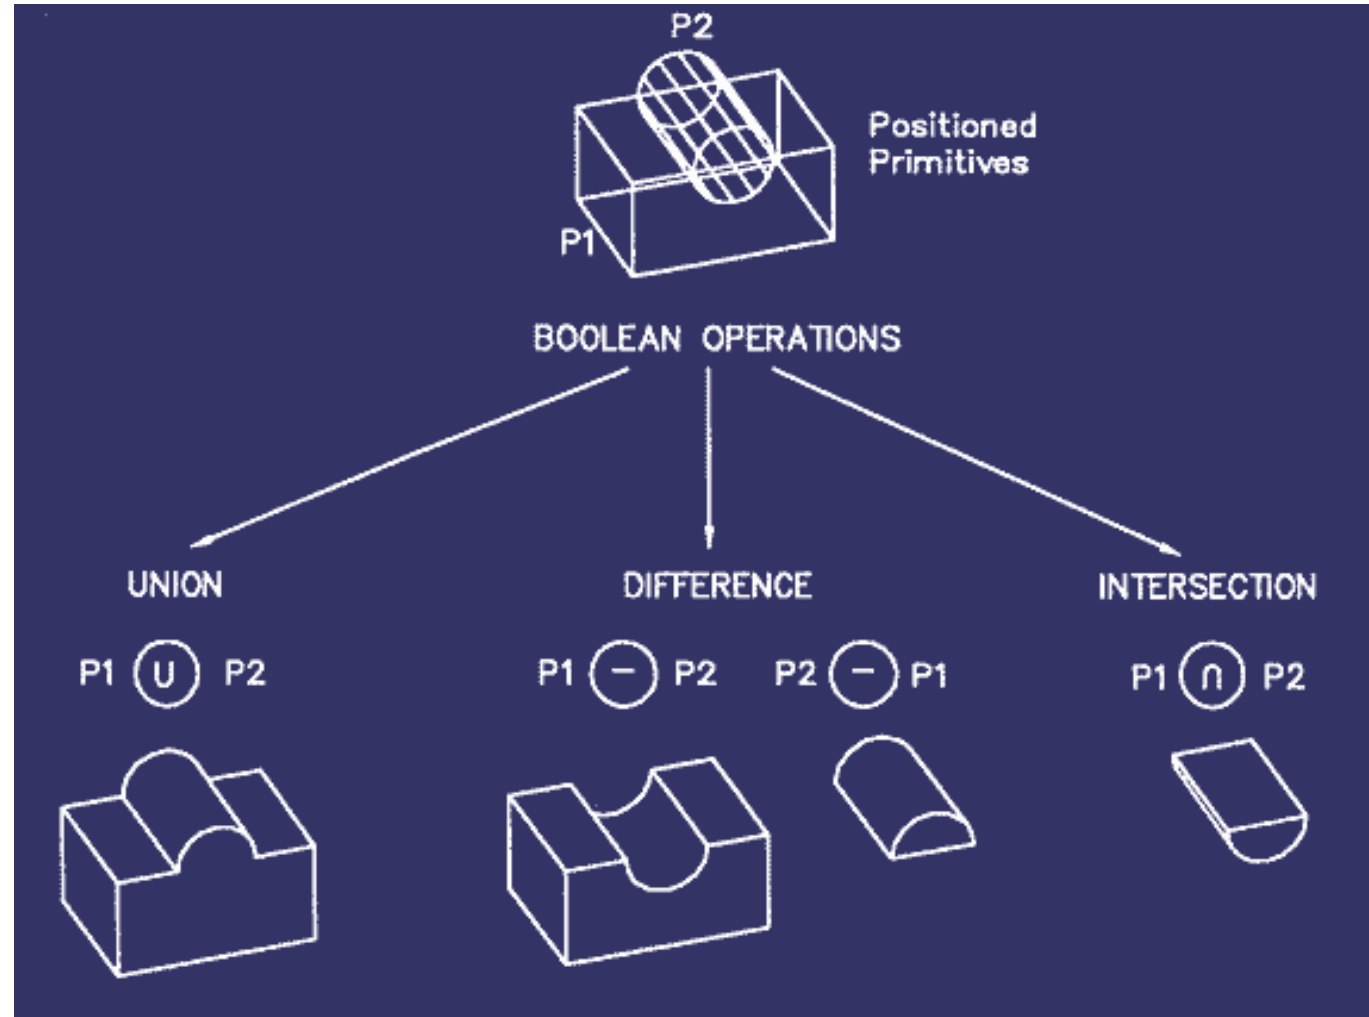 P2
Positioned
Primitives
P1
BOOLEAN OPERATIONS
UNION
DIFFERENCE
INTERSECTION
P1 ∪ P2
P1 − P2
P2 − P1
P1 ∩ P2